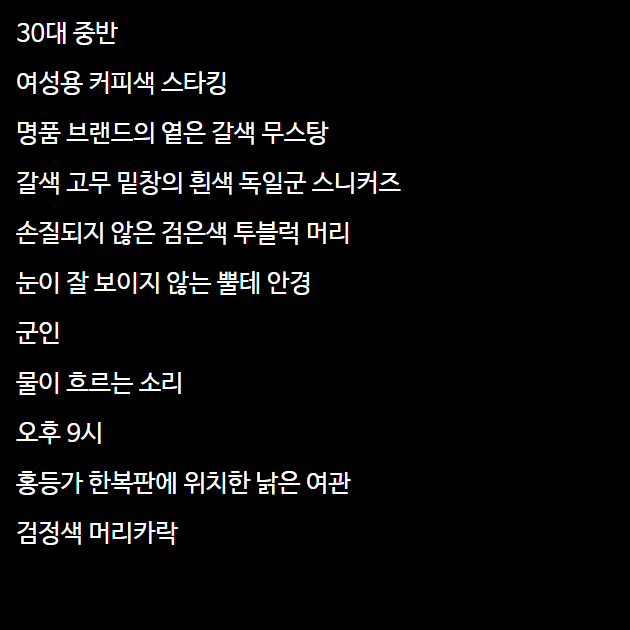 30대 중반
여성용 커피색 스타킹
명품 브랜드의 옅은 갈색 무스탕
갈색 고무 밑창의 흰색 독일군 스니커즈
손질되지 않은 검은색 투블럭 머리
눈이 잘 보이지 않는 뿔테 안경
군인
물이 흐르는 소리
오후 9시
홍등가 한복판에 위치한 낡은 여관
검정색 머리카락